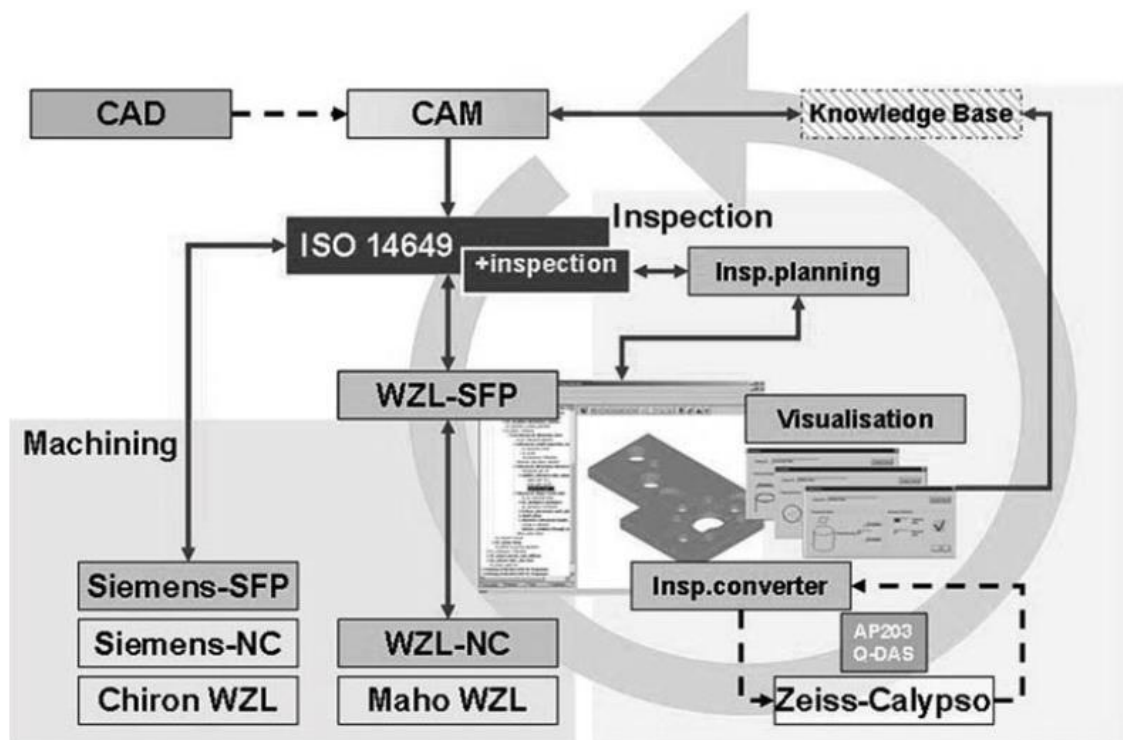 CAD
CAM
Knowledge Base
Inspection
ISO 14649
+inspection
Insp.planning
WZL-SFP
Visualisation
Machining
Siemens-SFP
Insp.converter
Siemens-NC
WZL-NC
AP203
Q-DAS
Chiron WZL
Maho WZL
Zeiss-Calypso